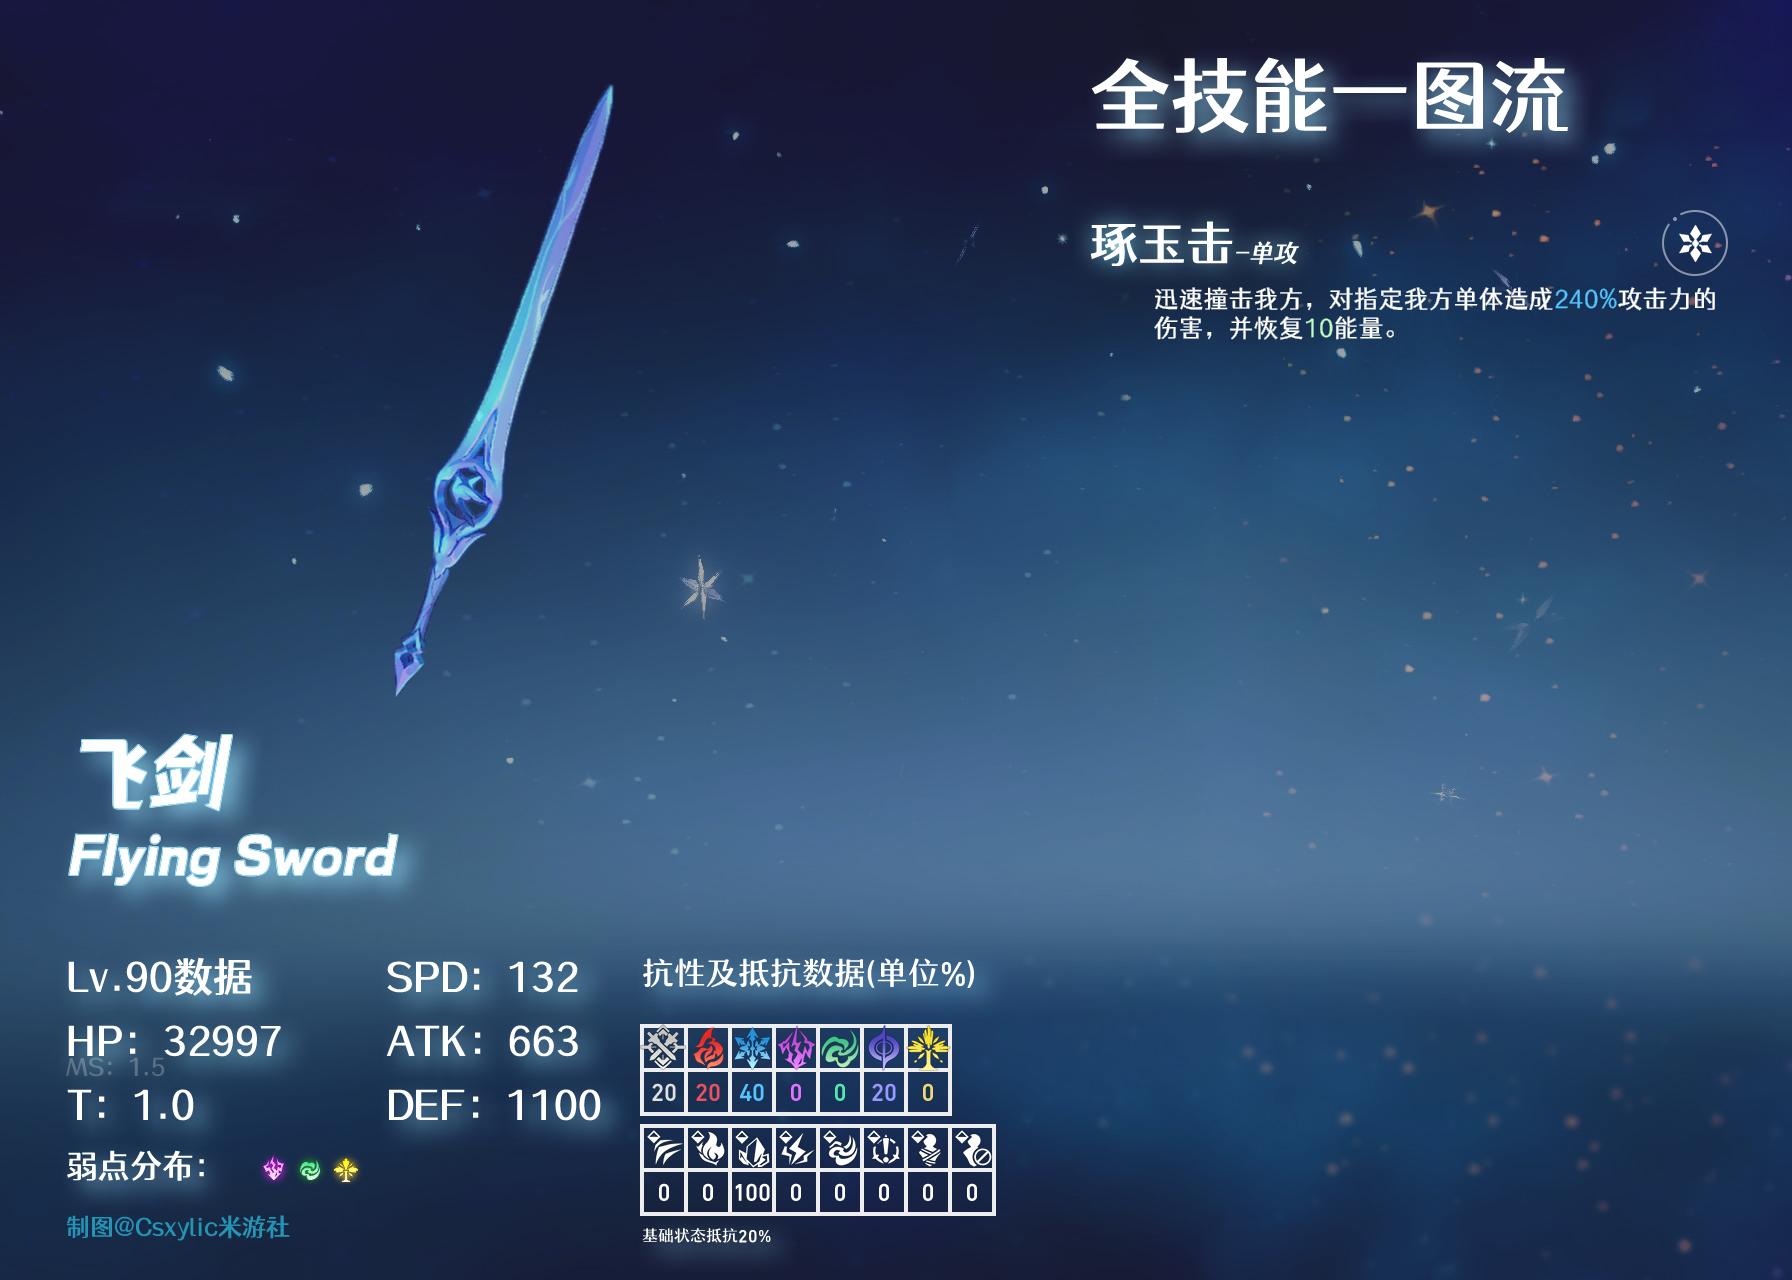 全技能一图流
琢玉击-单攻
迅速撞击我方，对指定我方单体造成240%攻击力的
伤害，并恢复10能量。
飞剑
Flying Sword
Lv.90数据
SPD：132
HP：32997
ATK：663
MS：1.5
T：1.0
DEF：1100
弱点分布：
制图@Csxylic米游社
抗性及抵抗数据(单位%)
20 20 40 0 0 20 0
0 0 100 0 0 0 0 0
基础状态抵抗20%